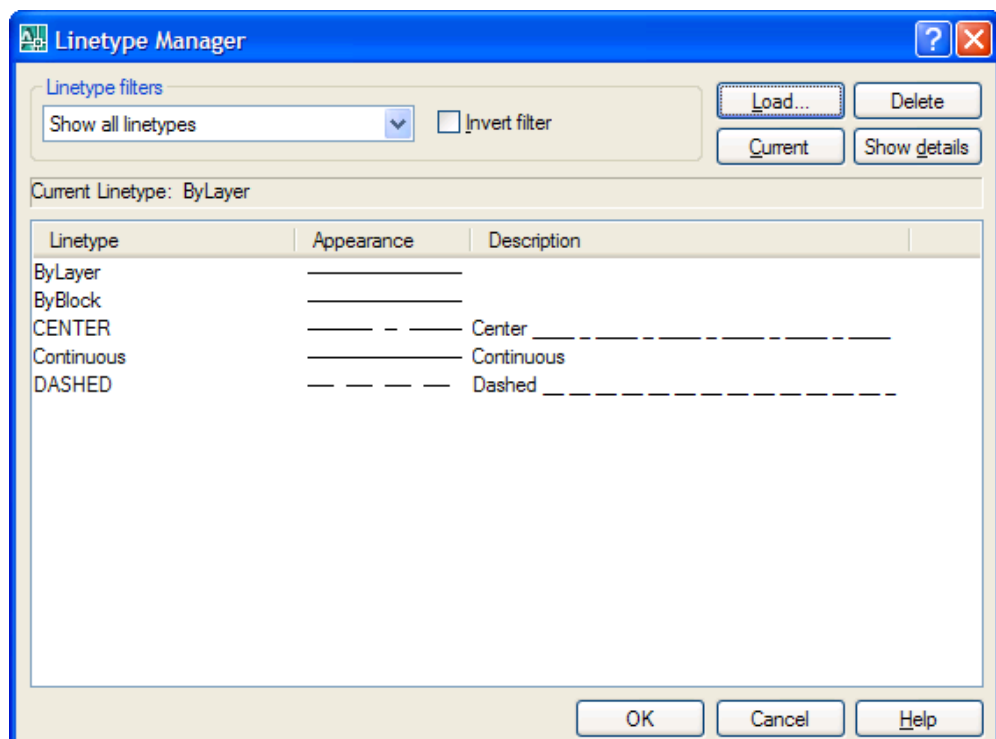 Linetype Manager
Linetype filters
Show all linetypes
Invert filter
Load...
Delete
Current
Show details
Current Linetype: ByLayer
Linetype Appearance Description
ByLayer
ByBlock
CENTER Center
Continuous Continuous
DASHED Dashed
OK Cancel Help